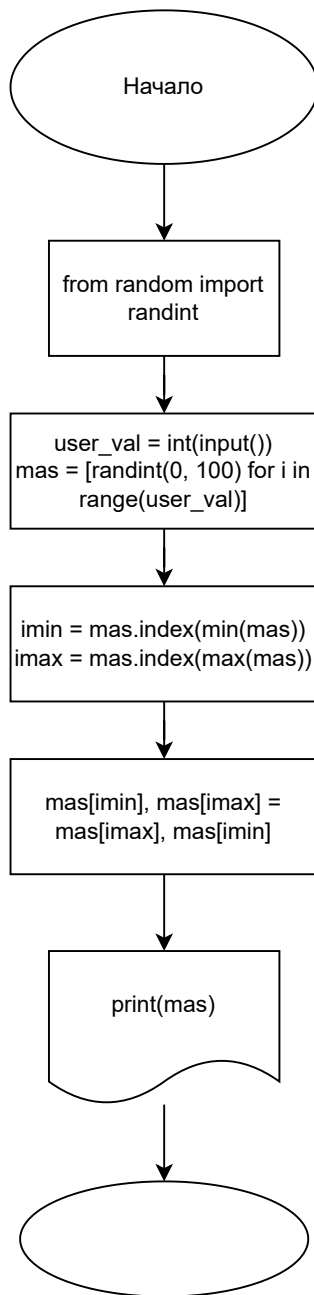 Начало
from random import
randint
user_val = int(input())
mas = [randint(0, 100) for i in
range(user_val)]
imin = mas.index(min(mas))
imax = mas.index(max(mas))
mas[imin], mas[imax] =
mas[imax], mas[imin]
print(mas)